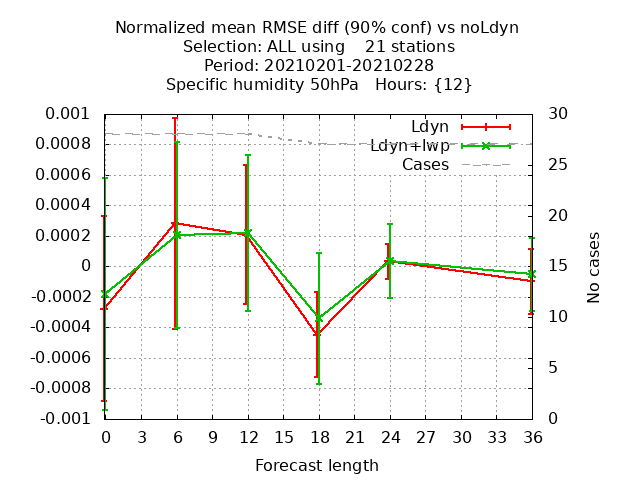 Normalized mean RMSE diff (90% conf) vs noLdyn
Selection: ALL using 21 stations
Period: 20210201-20210228
Specific humidity 50hPa Hours: {12}
0.001
0.0008
0.0006
0.0004
0.0002
0
-0.0002
-0.0004
-0.0006
-0.0008
-0.001
30
25
20
15
10
5
0
Ldyn
Ldyn+lwp
Cases
No cases
0 3 6 9 12 15 18 21 24 27 30 33 36
Forecast length